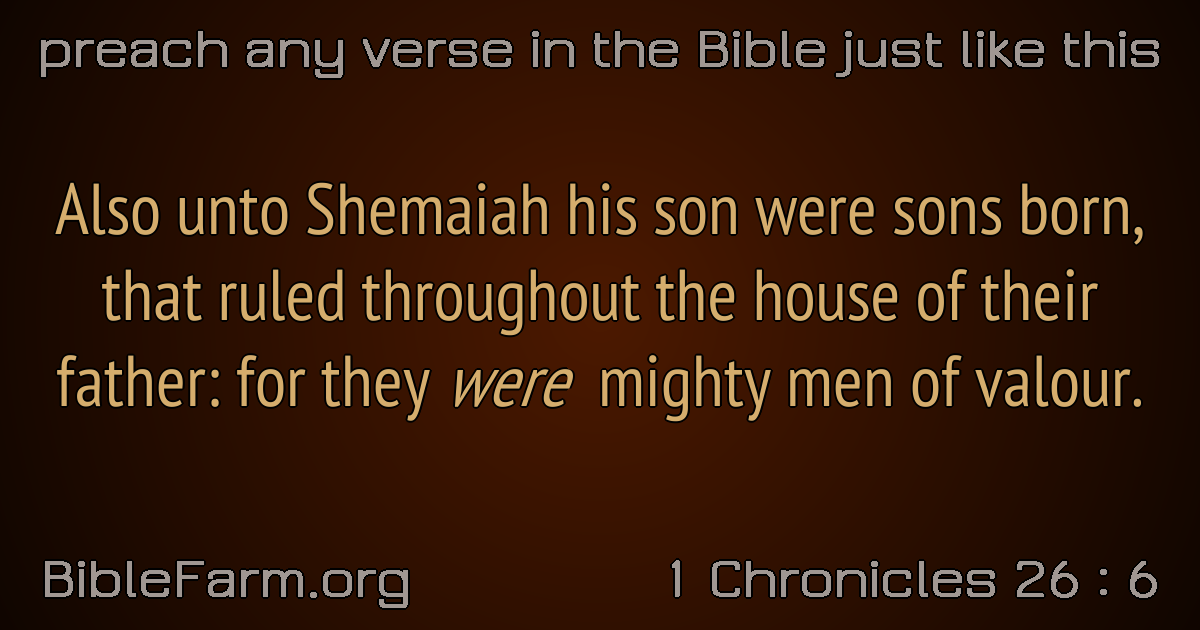 preach any verse in the Bible just like this
Also unto Shemaiah his son were sons born,
that ruled throughout the house of their
father: for they were mighty men of valour.
BibleFarm.org
1 Chronicles 26 : 6